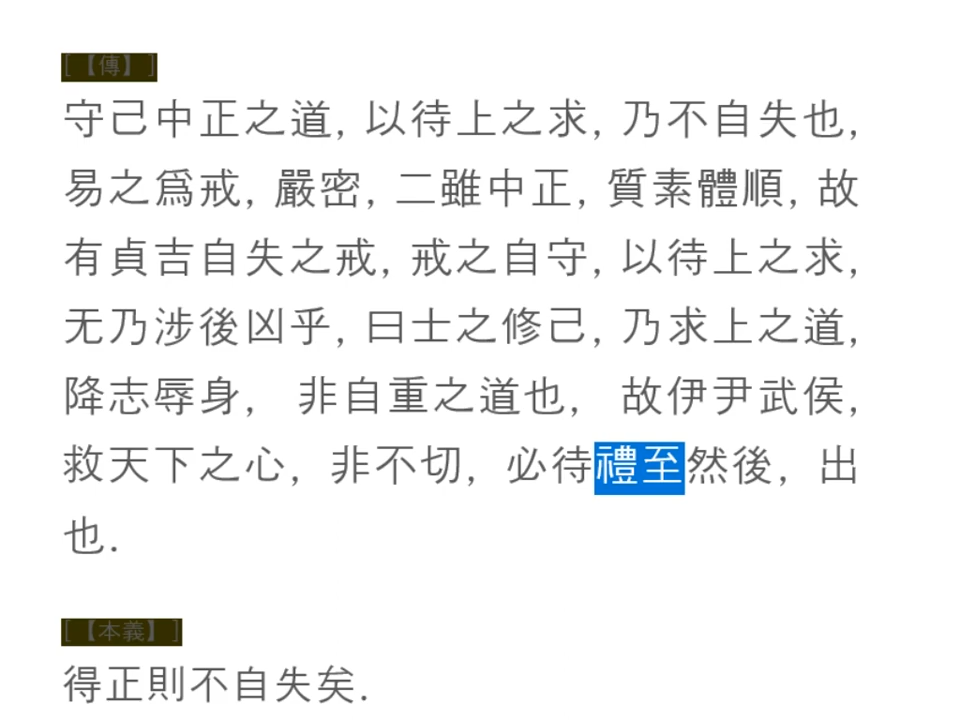 [【傳】]
守己中正之道, 以待上之求, 乃不自失也,
易之爲戒, 嚴密, 二雖中正, 質素體順, 故
有貞吉自失之戒, 戒之自守, 以待上之求,
无乃涉後凶乎, 曰士之修己, 乃求上之道,
降志辱身, 非自重之道也, 故伊尹武侯,
救天下之心, 非不切, 必待禮至然後, 出
也.
[【本義】]
得正則不自失矣.